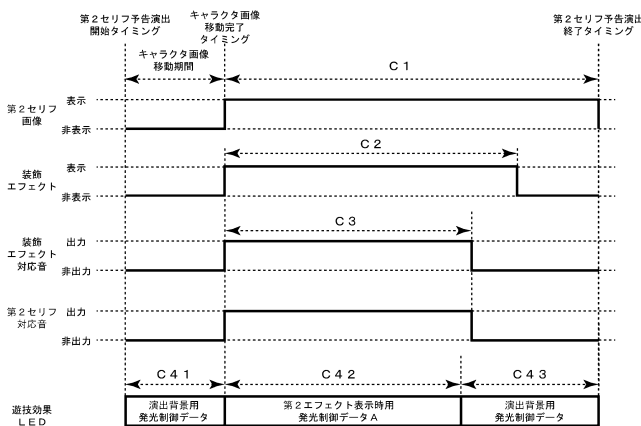 第２セリフ予告演出
開始タイミング
キャラクタ画像
移動完了
タイミング
第２セリフ予告演出
終了タイミング
キャラクタ画像
移動期間
Ｃ１
第２セリフ
画像
表示
非表示
Ｃ２
装飾
エフェクト
表示
非表示
Ｃ３
装飾
エフェクト
対応音
出力
非出力
第２セリフ
対応音
出力
非出力
Ｃ４１
Ｃ４２
Ｃ４３
遊技効果
ＬＥＤ
演出背景用
発光制御データ
第２エフェクト表示時用
発光制御データＡ
演出背景用
発光制御データ